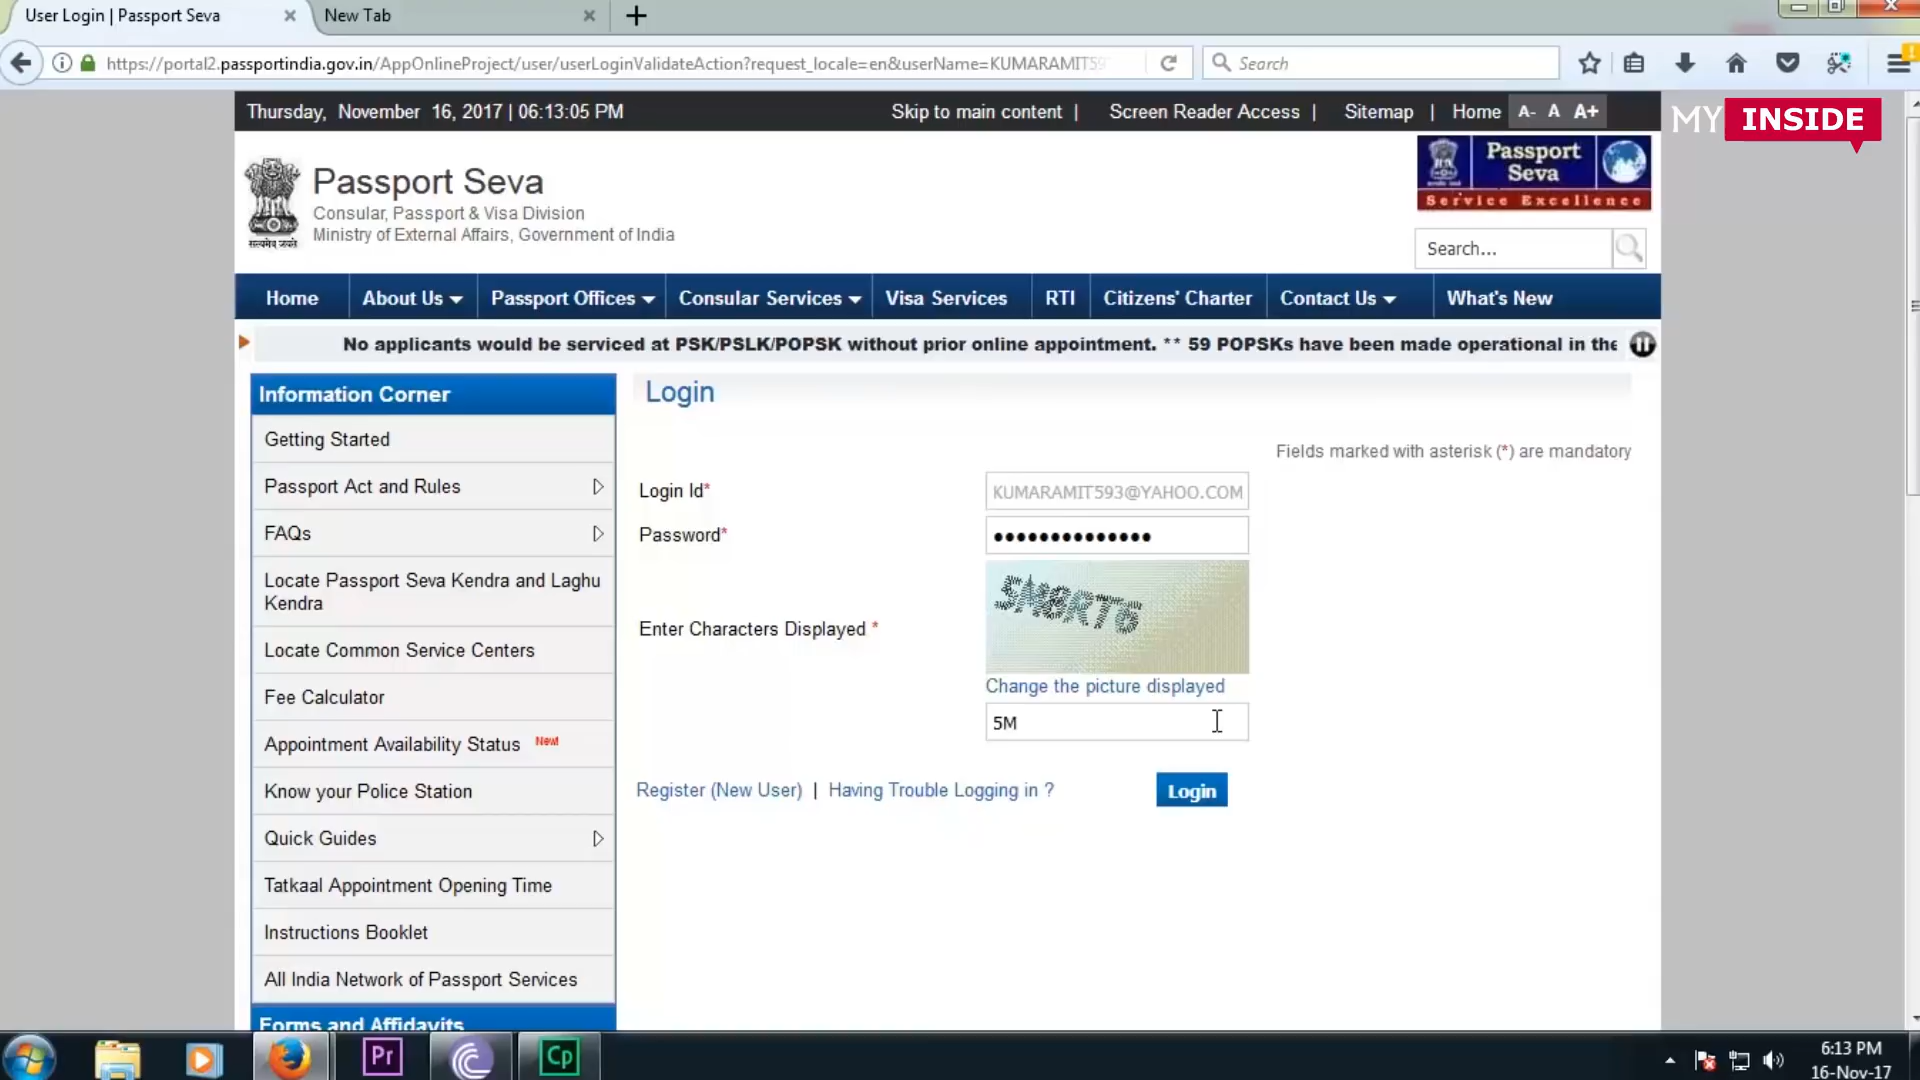 User Login | Passport Seva
New Tab
https://portal2.passportindia.gov.in/AppOnlineProject/user/userLoginValidateAction?request_locale=en&userName=KUMARAMIT59
Search
Thursday, November 16, 2017 | 06:13:05 PM
Skip to main content |
Screen Reader Access |
Sitemap |
Home
A- A A+
MY INSIDE
Passport Seva
Consular, Passport & Visa Division
Ministry of External Affairs, Government of India
सत्यमेव जयते
Passport
Seva
Service Excellence
Search...
Home
About Us
Passport Offices
Consular Services
Visa Services
RTI
Citizens' Charter
Contact Us
What's New
No applicants would be serviced at PSK/PSLK/POPSK without prior online appointment. ** 59 POPSKs have been made operational in the
Information Corner
Getting Started
Passport Act and Rules
FAQs
Locate Passport Seva Kendra and Laghu
Kendra
Locate Common Service Centers
Fee Calculator
Appointment Availability Status New!
Know your Police Station
Quick Guides
Tatkaal Appointment Opening Time
Instructions Booklet
All India Network of Passport Services
Forms and Affidavits
Login
Fields marked with asterisk (*) are mandatory
Login Id*
KUMARAMIT593@YAHOO.COM
Password*
••••••••••••••
Enter Characters Displayed *
5M8RT6
Change the picture displayed
5M
Register (New User) | Having Trouble Logging in ?
Login
Pr
Cp
6:13 PM
16-Nov-17